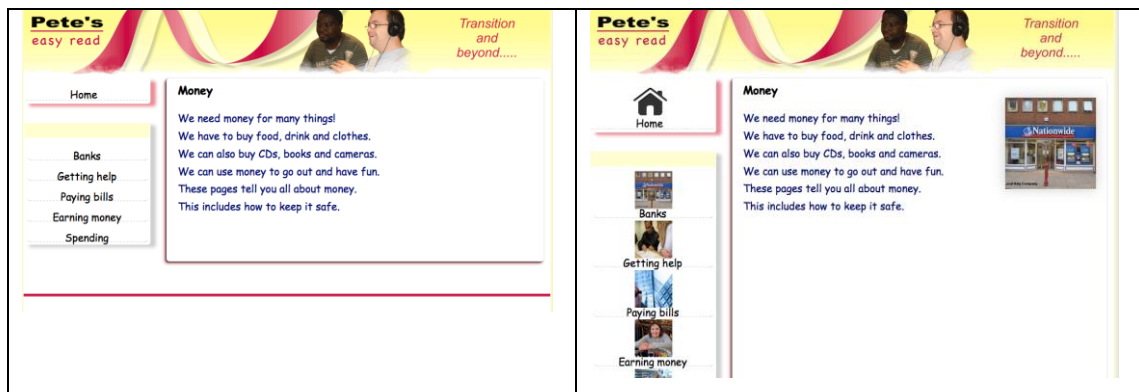 Pete's
easy read
Transition
and
beyond.....
Home
Banks
Getting help
Paying bills
Earning money
Spending
Money
We need money for many things!
We have to buy food, drink and clothes.
We can also buy CDs, books and cameras.
We can use money to go out and have fun.
These pages tell you all about money.
This includes how to keep it safe.
Pete's
easy read
Transition
and
beyond.....
Home
Banks
Getting help
Paying bills
Earning money
Money
We need money for many things!
We have to buy food, drink and clothes.
We can also buy CDs, books and cameras.
We can use money to go out and have fun.
These pages tell you all about money.
This includes how to keep it safe.
Nationwide